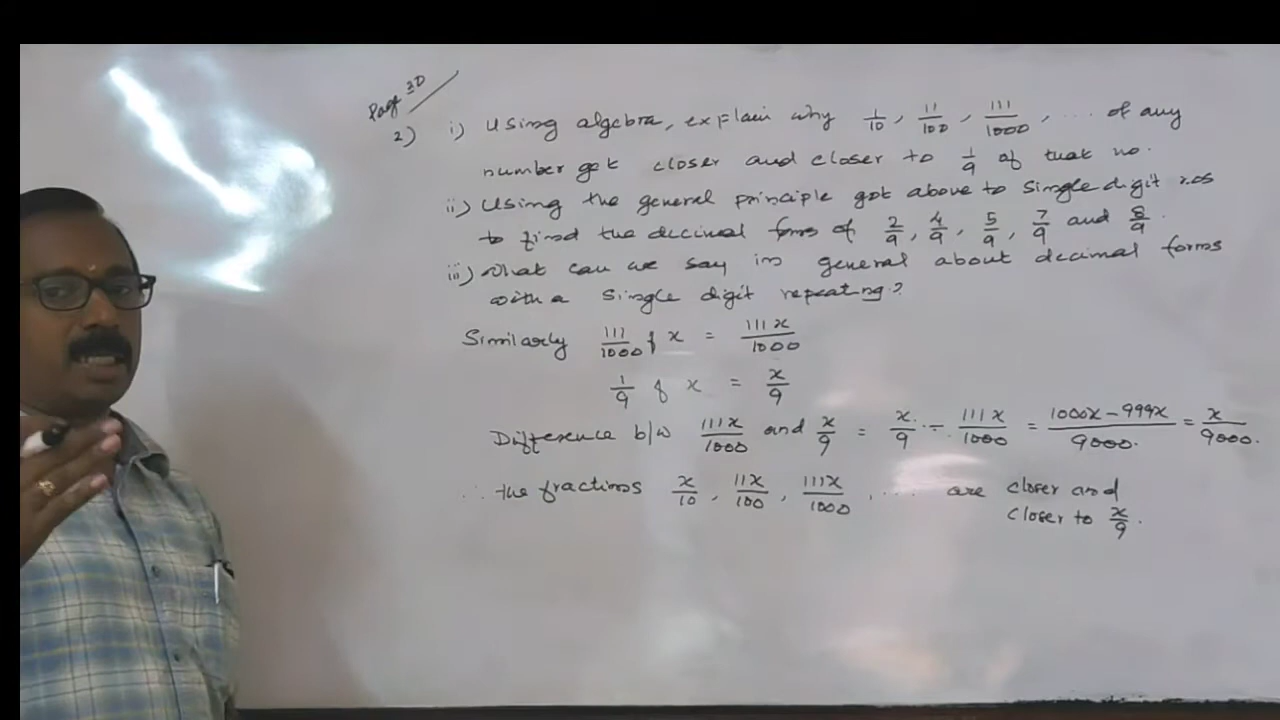 Page 30
2) i) Using algebra, explain why 1/10, 11/100, 111/1000, .... of any
number get closer and closer to 1/9 of that no.
ii) Using the general principle got above to single digit nos
to find the decimal forms of 2/9, 4/9, 5/9, 7/9 and 8/9.
iii) What can we say in general about decimal forms
with a single digit repeating?
Similarly 111/1000 of x = 111x/1000
1/9 of x = x/9
Difference b/w 111x/1000 and x/9 = x/9 - 111x/1000 = 1000x-999x/9000. = x/9000.
∴ the fractions x/10, 11x/100, 111x/1000, .... are closer and
closer to x/9.